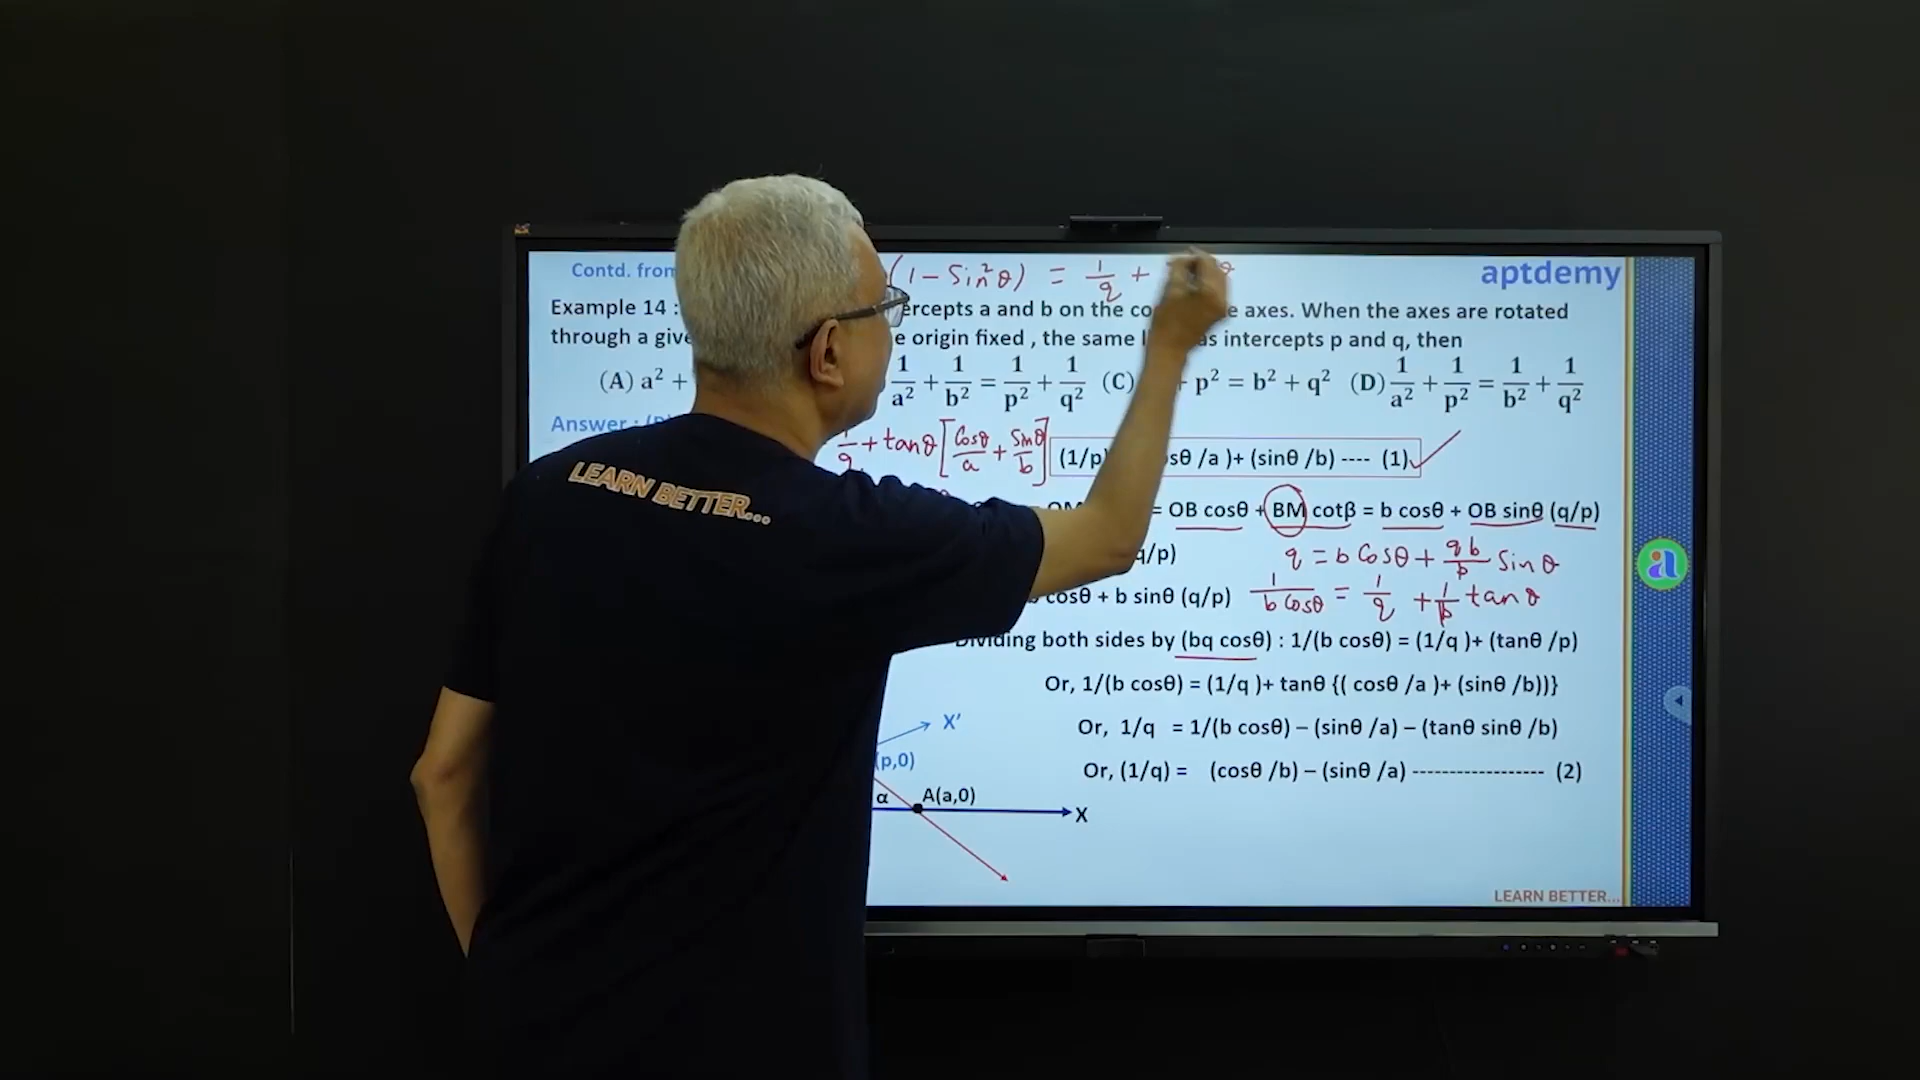 Contd. from (1 – Sin²θ) = 1/q +
aptdemy
Example 14 : ercepts a and b on the co axes. When the axes are rotated
through a give e origin fixed , the same l as intercepts p and q, then
(A) a² + 1/a² + 1/b² = 1/p² + 1/q² (C) + p² = b² + q² (D) 1/a² + 1/p² = 1/b² + 1/q²
Answer :
1/q + tanθ [Cosθ/a + Sinθ/b] (1/p) sθ /a )+ (sinθ /b) ---- (1)
= OB cosθ + BM cotβ = b cosθ + OB sinθ (q/p)
q/p) q = b Cosθ + qb/p Sinθ
cosθ + b sinθ (q/p) 1/b Cosθ = 1/q + 1/p tanθ
Dividing both sides by (bq cosθ) : 1/(b cosθ) = (1/q )+ (tanθ /p)
Or, 1/(b cosθ) = (1/q )+ tanθ {( cosθ /a )+ (sinθ /b))}
Or, 1/q = 1/(b cosθ) – (sinθ /a) – (tanθ sinθ /b)
Or, (1/q) = (cosθ /b) – (sinθ /a) ------------------- (2)
X'
(p,0)
α A(a,0)
X
LEARN BETTER...
LEARN BETTER...
a